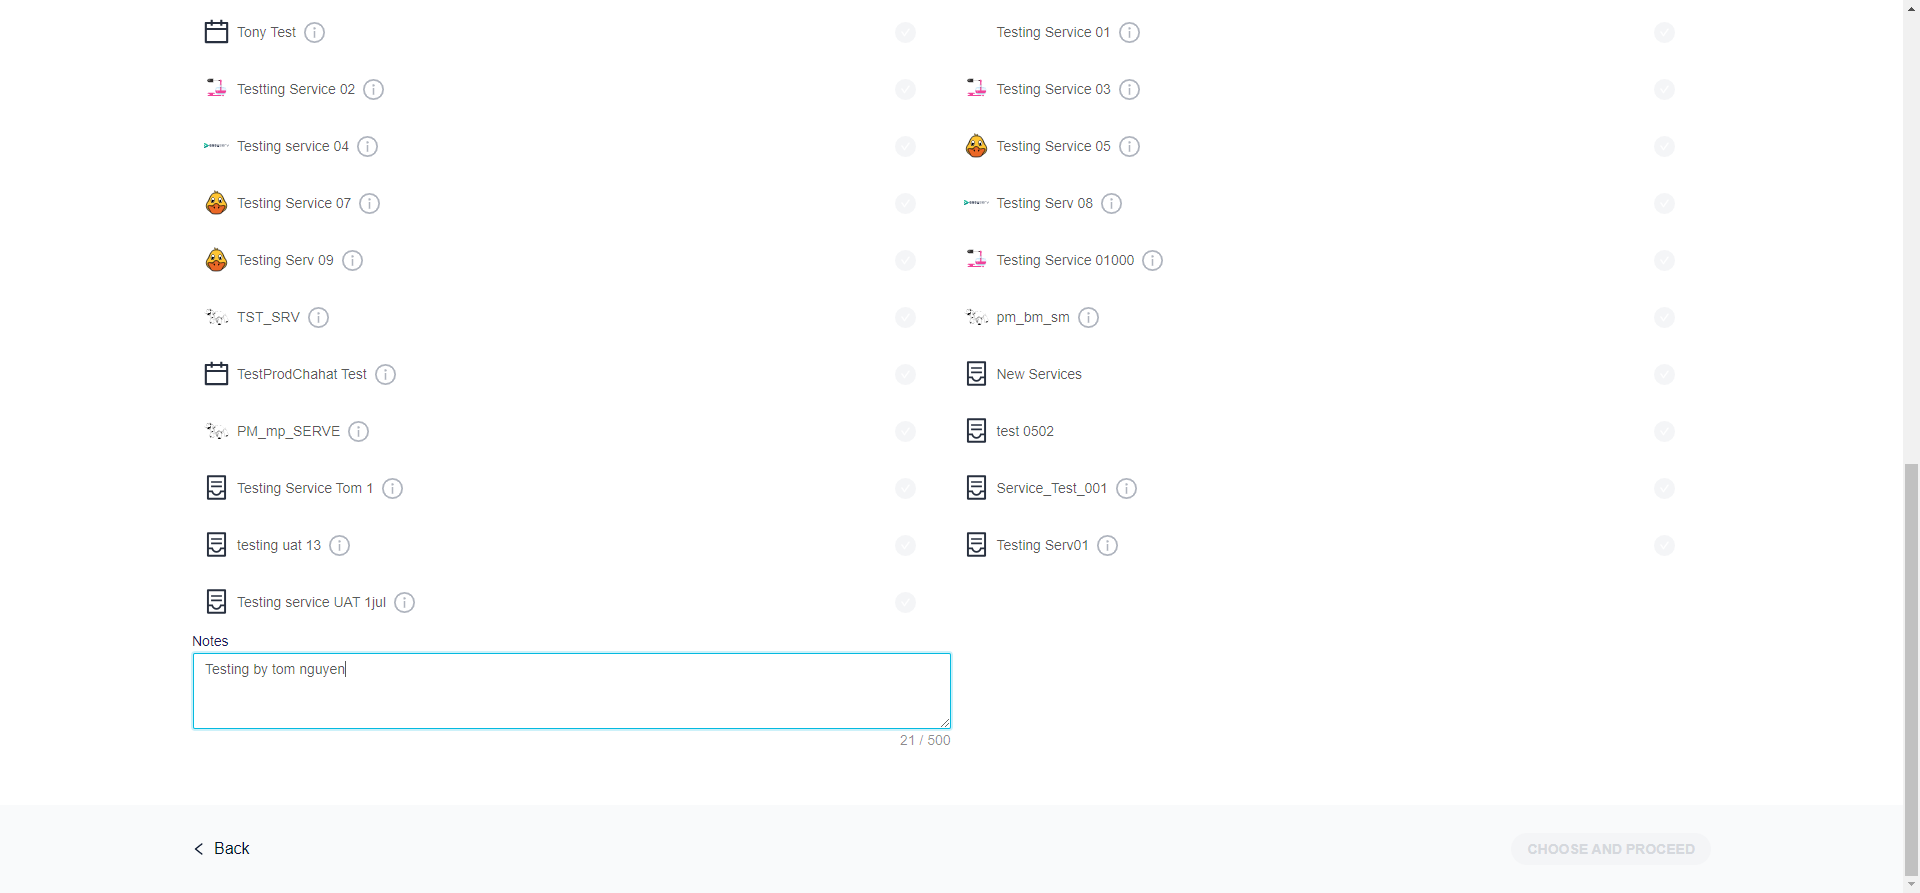 Tony Test
Testing Service 01
Testting Service 02
Testing Service 03
Testing service 04
Testing Service 05
Testing Service 07
Testing Serv 08
Testing Serv 09
Testing Service 01000
TST_SRV
pm_bm_sm
TestProdChahat Test
New Services
PM_mp_SERVE
test 0502
Testing Service Tom 1
Service_Test_001
testing uat 13
Testing Serv01
Testing service UAT 1jul
Notes
Testing by tom nguyen
21 / 500
Back
CHOOSE AND PROCEED